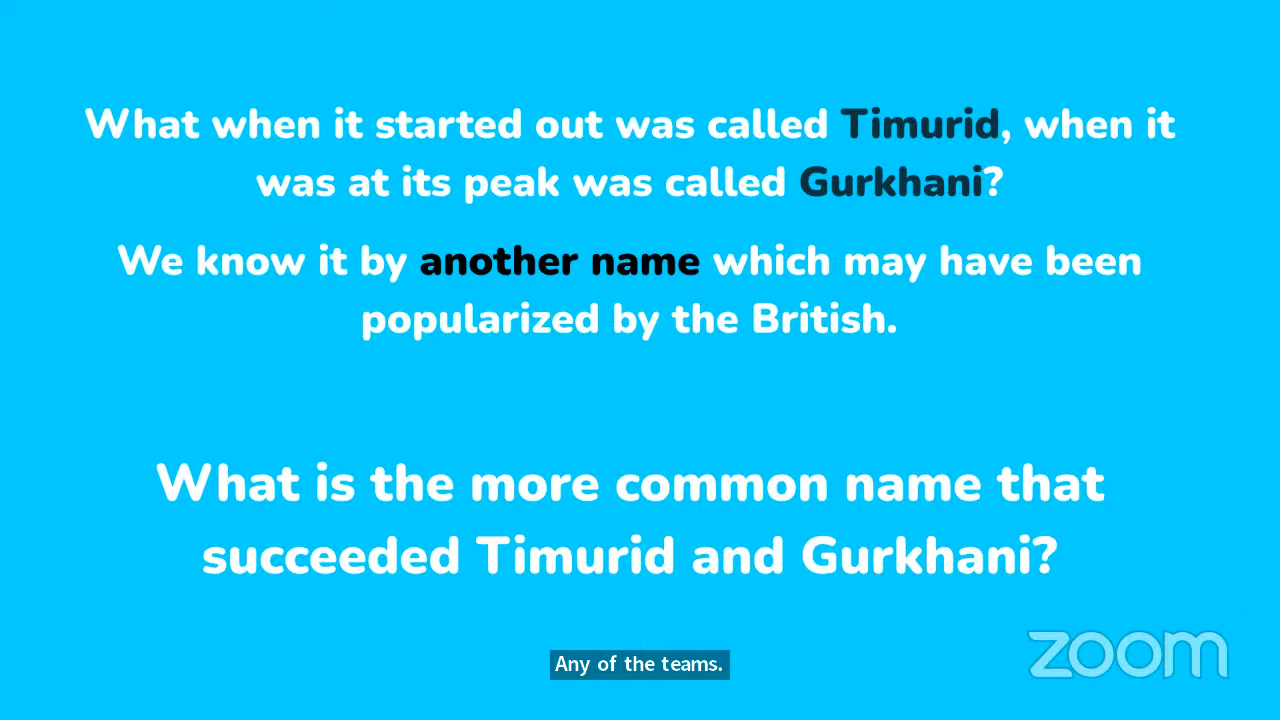 What when it started out was called Timurid, when it
was at its peak was called Gurkhani?
We know it by another name which may have been
popularized by the British.
What is the more common name that
succeeded Timurid and Gurkhani?
Any of the teams.
zoom